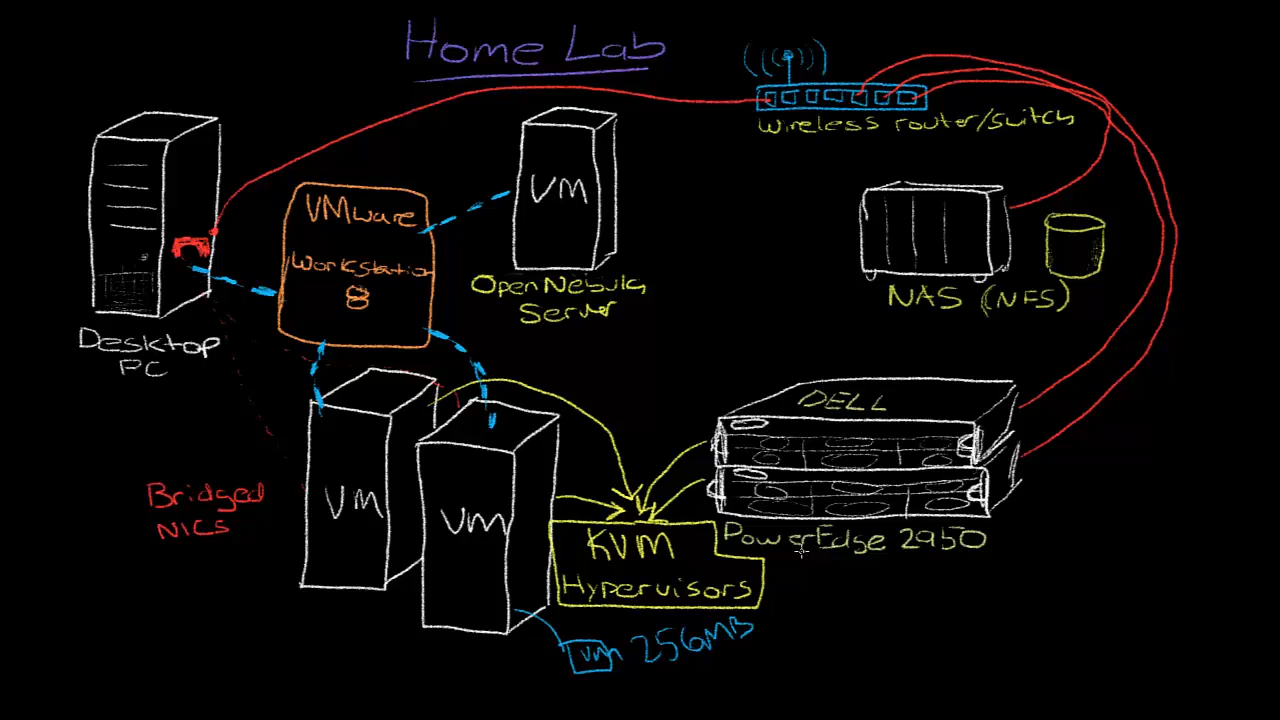 Home Lab
wireless router/switch
VM
VMware
Workstation
8
OpenNebula
Server
NAS (NFS)
Desktop
PC
DELL
Bridged
NICS
VM
VM
KVM
Hypervisors
PowerEdge 2950
vm 256MB